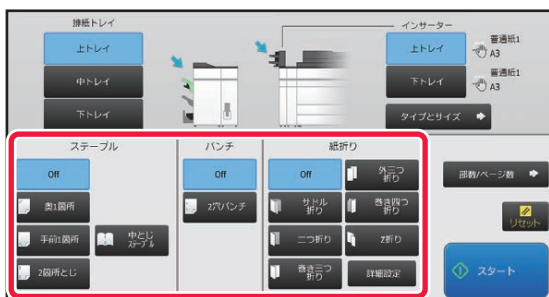 排紙トレイ
インサーター
上トレイ
中トレイ
下トレイ
上トレイ
普通紙1
A3
下トレイ
普通紙1
A3
タイプとサイズ
ステープル
パンチ
紙折り
Off
奥1箇所
手前1箇所
2箇所とじ
中とじ
ステープル
Off
2穴パンチ
Off
外三つ
折り
サドル
折り
巻き四つ
折り
二つ折り
Z折り
巻き三つ
折り
詳細設定
部数/ページ数
リセット
スタート